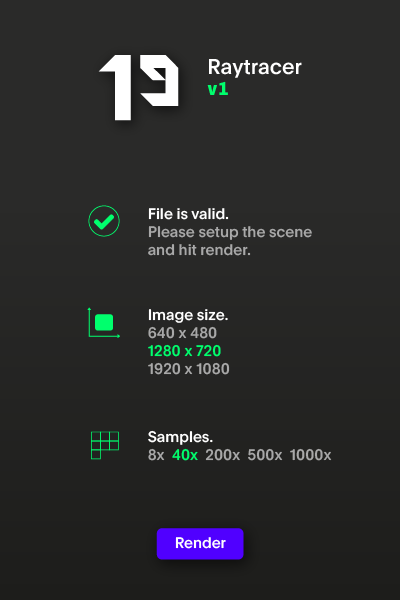 19
Raytracer
v1
File is valid.
Please setup the scene
and hit render.
Image size.
640 x 480
1280 x 720
1920 x 1080
Samples.
8x 40x 200x 500x 1000x
Render